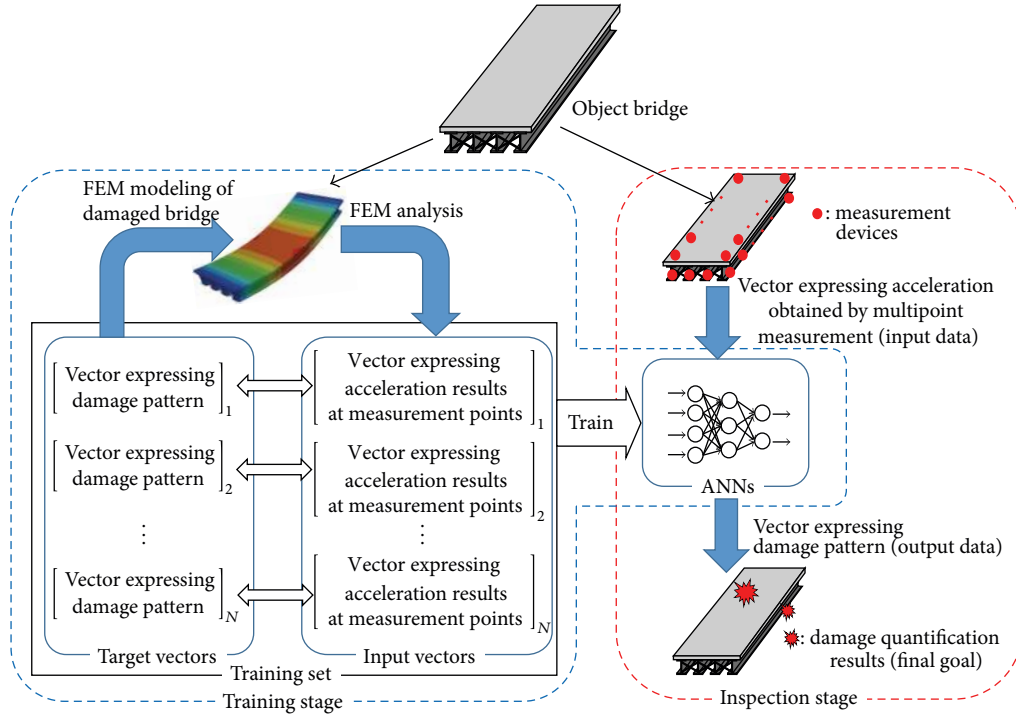 Object bridge
FEM modeling of
damaged bridge
FEM analysis
: measurement
devices
Vector expressing acceleration
obtained by multipoint
measurement (input data)
[Vector expressing
damage pattern]1
[Vector expressing
acceleration results
at measurement points]1
[Vector expressing
damage pattern]2
[Vector expressing
acceleration results
at measurement points]2
⋮
⋮
[Vector expressing
damage pattern]N
[Vector expressing
acceleration results
at measurement points]N
Target vectors
Input vectors
Training set
Training stage
Train
ANNs
Vector expressing
damage pattern (output data)
: damage quantification
results (final goal)
Inspection stage